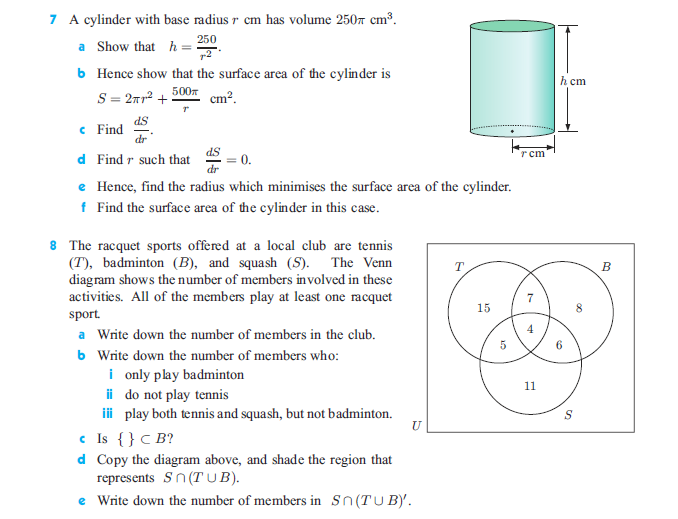 7 A cylinder with base radius r cm has volume 250π cm³.
a Show that h = 250/r².
b Hence show that the surface area of the cylinder is
S = 2πr² + 500π/r cm².
c Find dS/dr.
d Find r such that dS/dr = 0.
e Hence, find the radius which minimises the surface area of the cylinder.
f Find the surface area of the cylinder in this case.
h cm
r cm
8 The racquet sports offered at a local club are tennis
(T), badminton (B), and squash (S). The Venn
diagram shows the number of members involved in these
activities. All of the members play at least one racquet
sport.
a Write down the number of members in the club.
b Write down the number of members who:
i only play badminton
ii do not play tennis
iii play both tennis and squash, but not badminton.
c Is { } ⊂ B?
d Copy the diagram above, and shade the region that
represents S ∩ (T ∪ B).
e Write down the number of members in S ∩ (T ∪ B)′.
T B
7
15 8
4
5 6
11
S
U